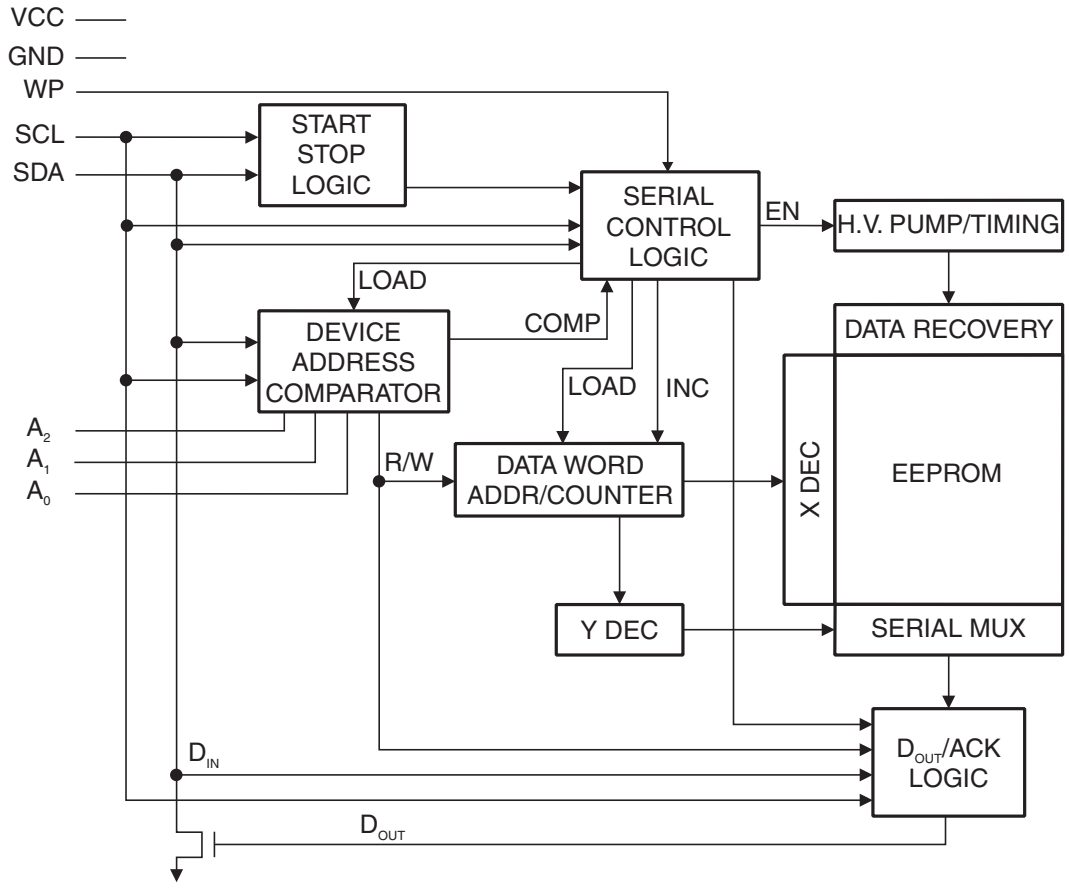 VCC
GND
WP
SCL
SDA
START
STOP
LOGIC
SERIAL
CONTROL
LOGIC
EN
H.V. PUMP/TIMING
LOAD
COMP
DEVICE
ADDRESS
COMPARATOR
LOAD
INC
DATA RECOVERY
A2
A1
A0
R/W
DATA WORD
ADDR/COUNTER
X DEC
EEPROM
Y DEC
SERIAL MUX
DIN
DOUT/ACK
LOGIC
DOUT